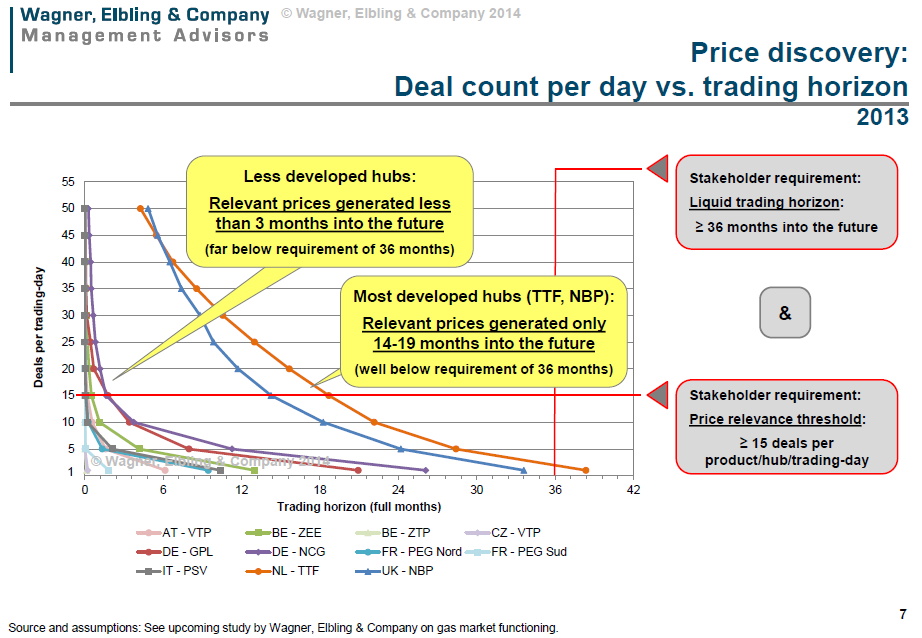 Wagner, Elbling & Company
Management Advisors
© Wagner, Elbling & Company 2014
Price discovery:
Deal count per day vs. trading horizon
2013
Less developed hubs:
Relevant prices generated less
than 3 months into the future
(far below requirement of 36 months)
Most developed hubs (TTF, NBP):
Relevant prices generated only
14-19 months into the future
(well below requirement of 36 months)
Stakeholder requirement:
Liquid trading horizon:
≥ 36 months into the future
&
Stakeholder requirement:
Price relevance threshold:
≥ 15 deals per
product/hub/trading-day
Deals per trading-day
55
50
45
40
35
30
25
20
15
10
5
1
© Wagner, Elbling & Company 2014
0 6 12 18 24 30 36 42
Trading horizon (full months)
AT - VTP BE - ZEE BE - ZTP CZ - VTP
DE - GPL DE - NCG FR - PEG Nord FR - PEG Sud
IT - PSV NL - TTF UK - NBP
7
Source and assumptions: See upcoming study by Wagner, Elbling & Company on gas market functioning.